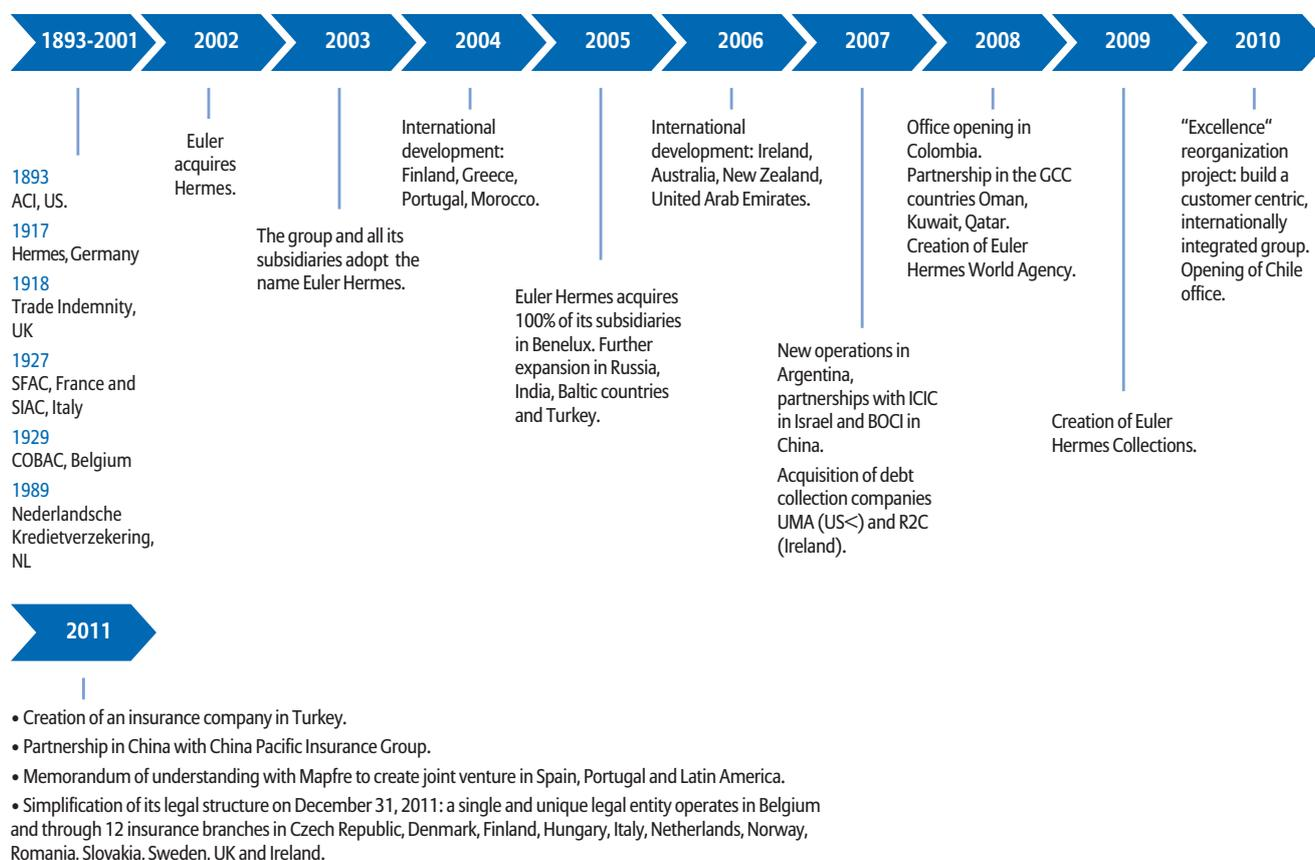 1893-2001
2002
2003
2004
2005
2006
2007
2008
2009
2010
1893
ACI, US.
1917
Hermes, Germany
1918
Trade Indemnity,
UK
1927
SFAC, France and
SIAC, Italy
1929
COBAC, Belgium
1989
Nederlandsche
Kredietverzekering,
NL
Euler
acquires
Hermes.
The group and all its
subsidiaries adopt the
name Euler Hermes.
International
development:
Finland, Greece,
Portugal, Morocco.
Euler Hermes acquires
100% of its subsidiaries
in Benelux. Further
expansion in Russia,
India, Baltic countries
and Turkey.
International
development: Ireland,
Australia, New Zealand,
United Arab Emirates.
New operations in
Argentina,
partnerships with ICIC
in Israel and BOCI in
China.
Acquisition of debt
collection companies
UMA (US<) and R2C
(Ireland).
Office opening in
Colombia.
Partnership in the GCC
countries Oman,
Kuwait, Qatar.
Creation of Euler
Hermes World Agency.
Creation of Euler
Hermes Collections.
“Excellence“
reorganization
project: build a
customer centric,
internationally
integrated group.
Opening of Chile
office.
2011
• Creation of an insurance company in Turkey.
• Partnership in China with China Pacific Insurance Group.
• Memorandum of understanding with Mapfre to create joint venture in Spain, Portugal and Latin America.
• Simplification of its legal structure on December 31, 2011: a single and unique legal entity operates in Belgium
and through 12 insurance branches in Czech Republic, Denmark, Finland, Hungary, Italy, Netherlands, Norway,
Romania, Slovakia, Sweden, UK and Ireland.